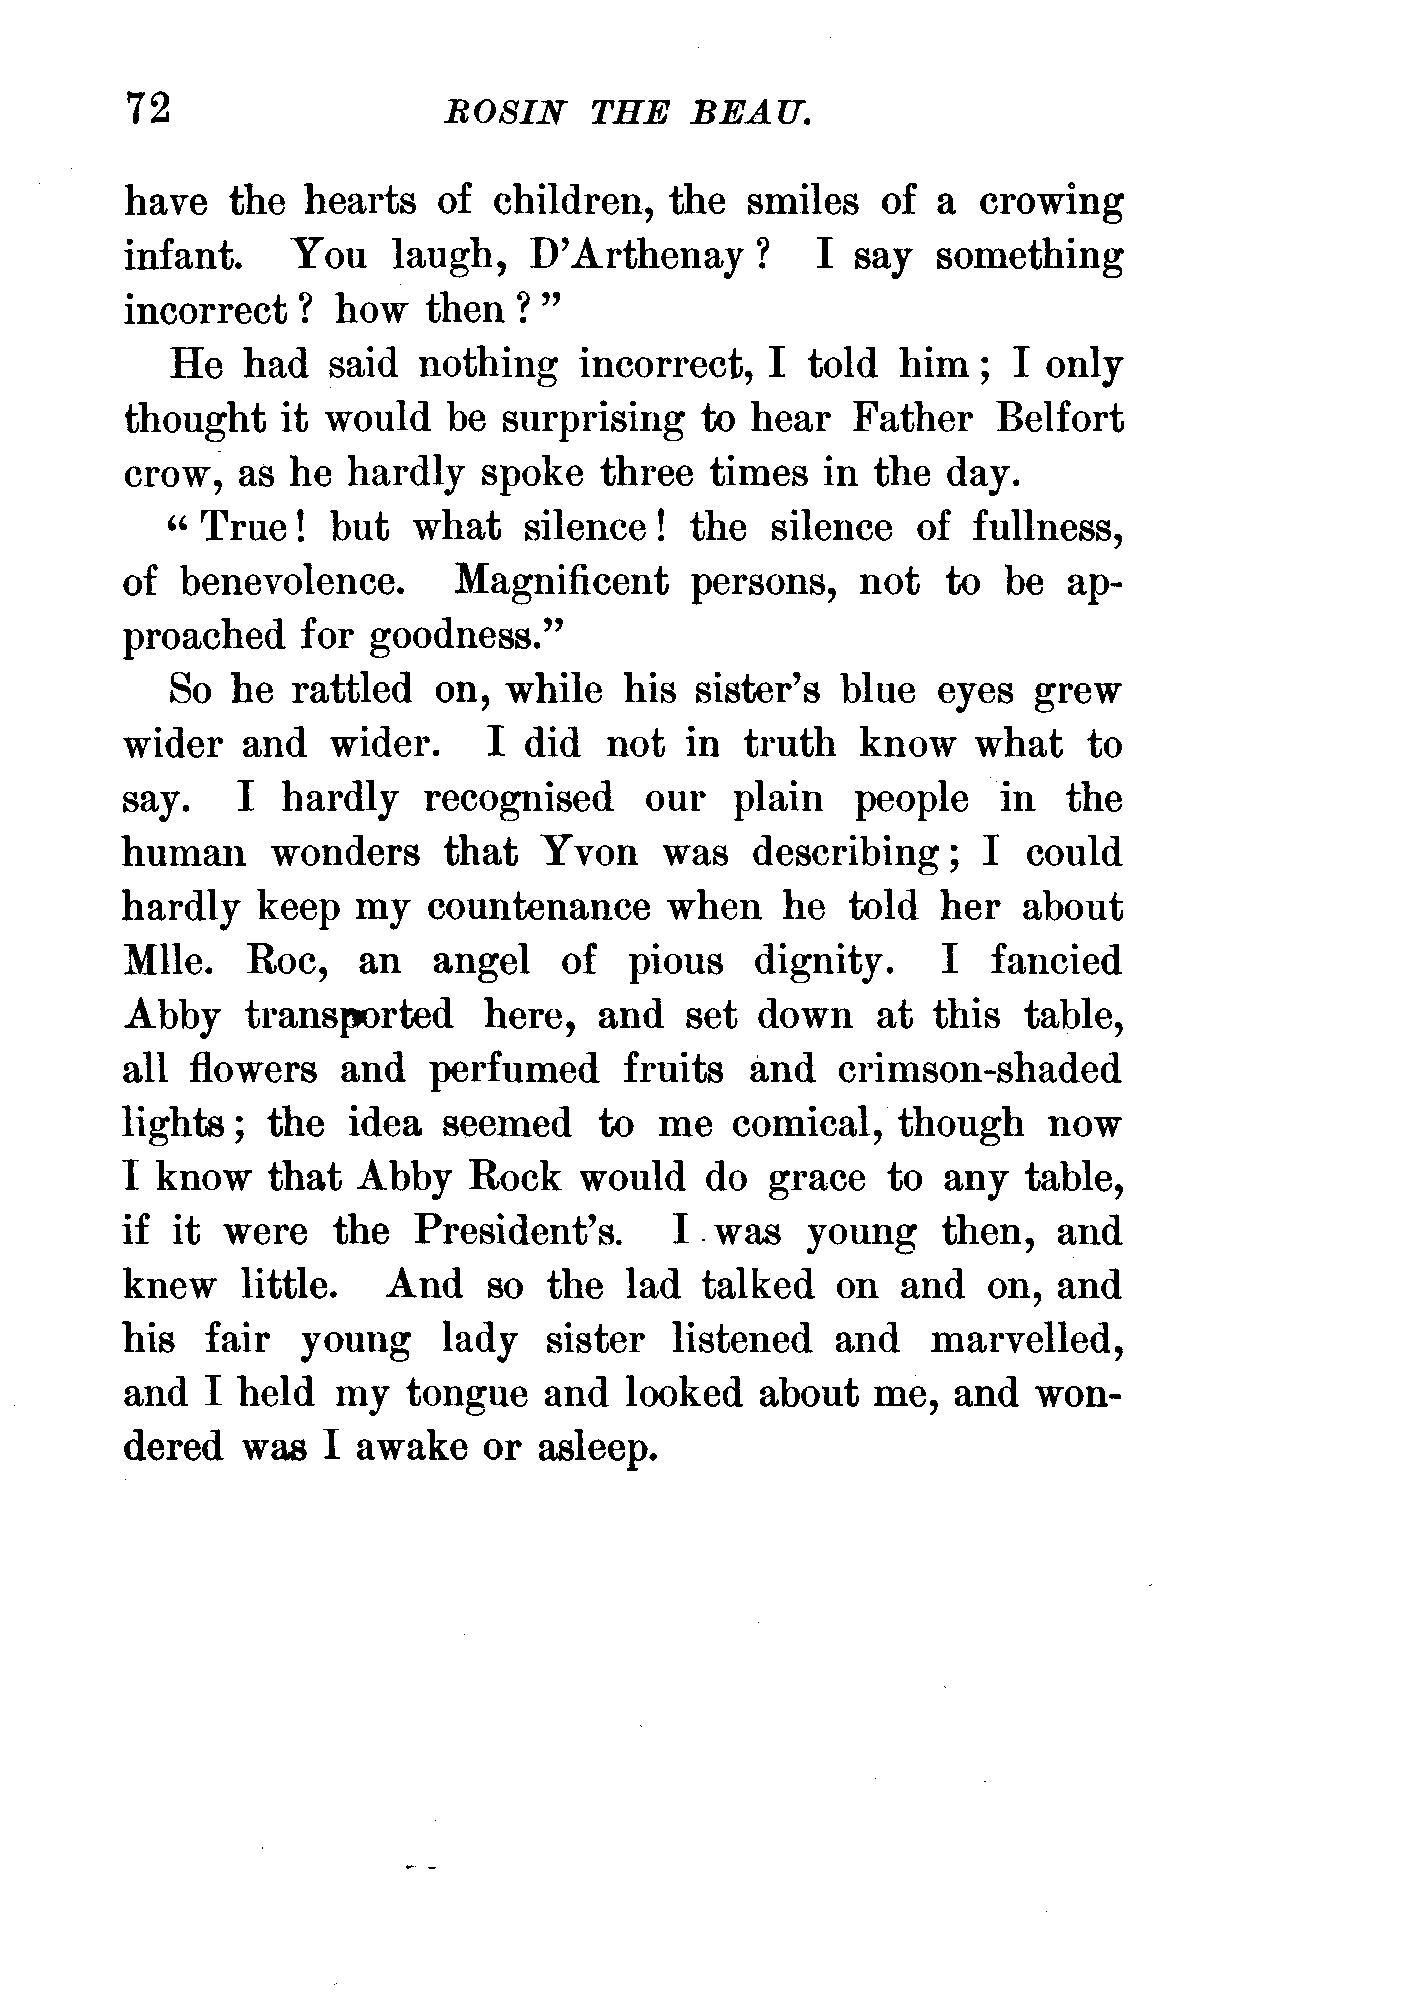 72 ROSIN THE BEAU.
have the hearts of children, the smiles of a crowing
infant. You laugh, D'Arthenay? I say something
incorrect? how then?"
He had said nothing incorrect, I told him; I only
thought it would be surprising to hear Father Belfort
crow, as he hardly spoke three times in the day.
"True! but what silence! the silence of fullness,
of benevolence. Magnificent persons, not to be ap-
proached for goodness."
So he rattled on, while his sister's blue eyes grew
wider and wider. I did not in truth know what to
say. I hardly recognised our plain people in the
human wonders that Yvon was describing; I could
hardly keep my countenance when he told her about
Mlle. Roc, an angel of pious dignity. I fancied
Abby transported here, and set down at this table,
all flowers and perfumed fruits and crimson-shaded
lights; the idea seemed to me comical, though now
I know that Abby Rock would do grace to any table,
if it were the President's. I was young then, and
knew little. And so the lad talked on and on, and
his fair young lady sister listened and marvelled,
and I held my tongue and looked about me, and won-
dered was I awake or asleep.